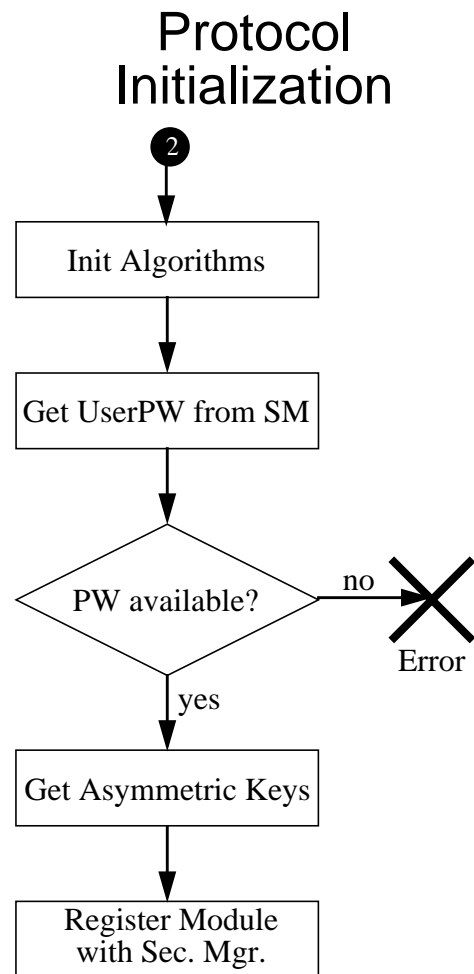 Protocol
Initialization
2
Init Algorithms
Get UserPW from SM
PW available?
no
Error
yes
Get Asymmetric Keys
Register Module
with Sec. Mgr.